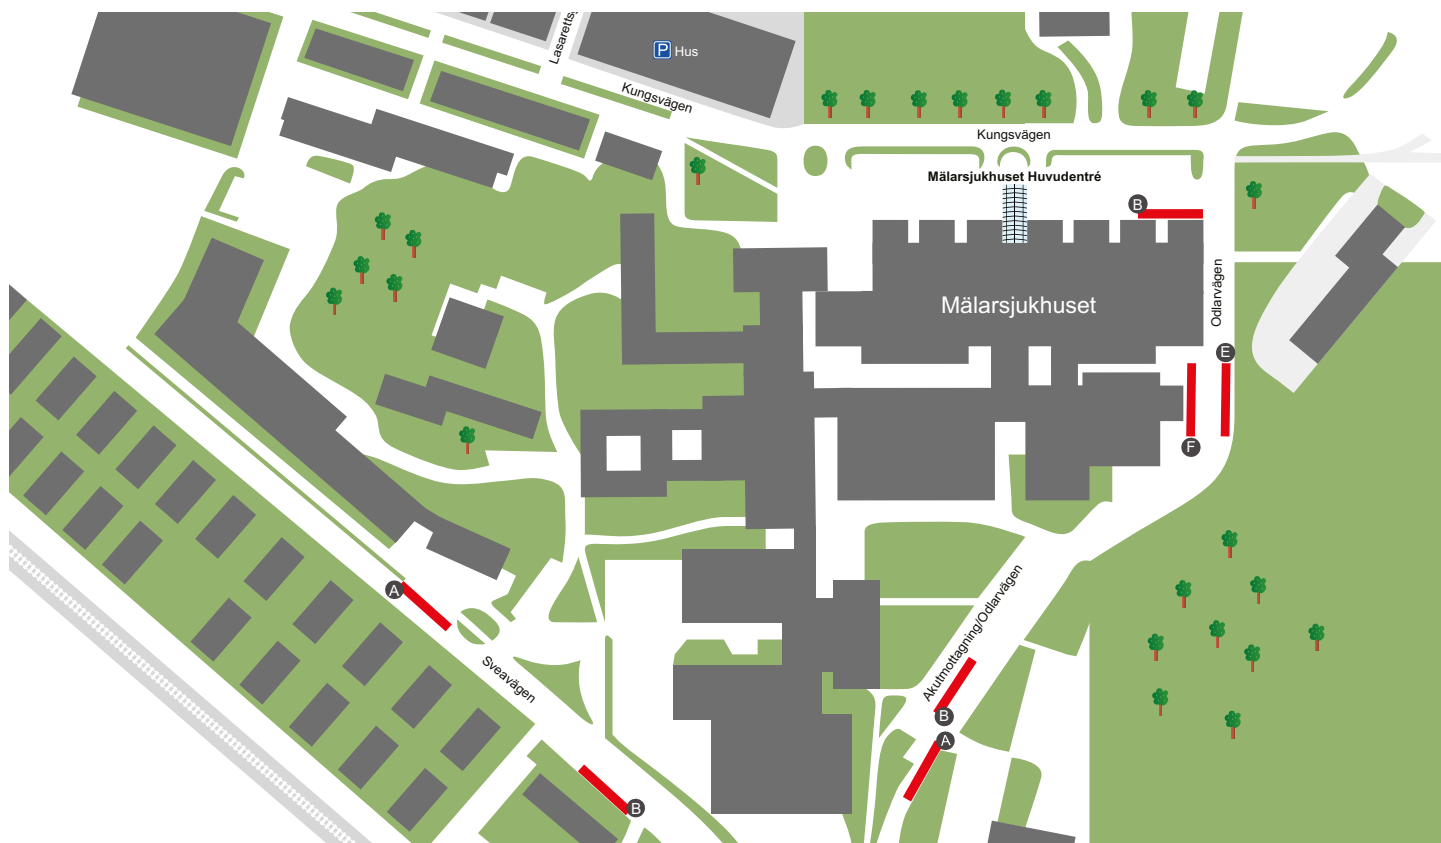 Lasarettsg
P Hus
Kungsvägen
Kungsvägen
Mälarsjukhuset Huvudentré
B
Mälarsjukhuset
Odlarvägen
E
F
A
Sveavägen
Akutmottagning/Odlarvägen
B
A
B